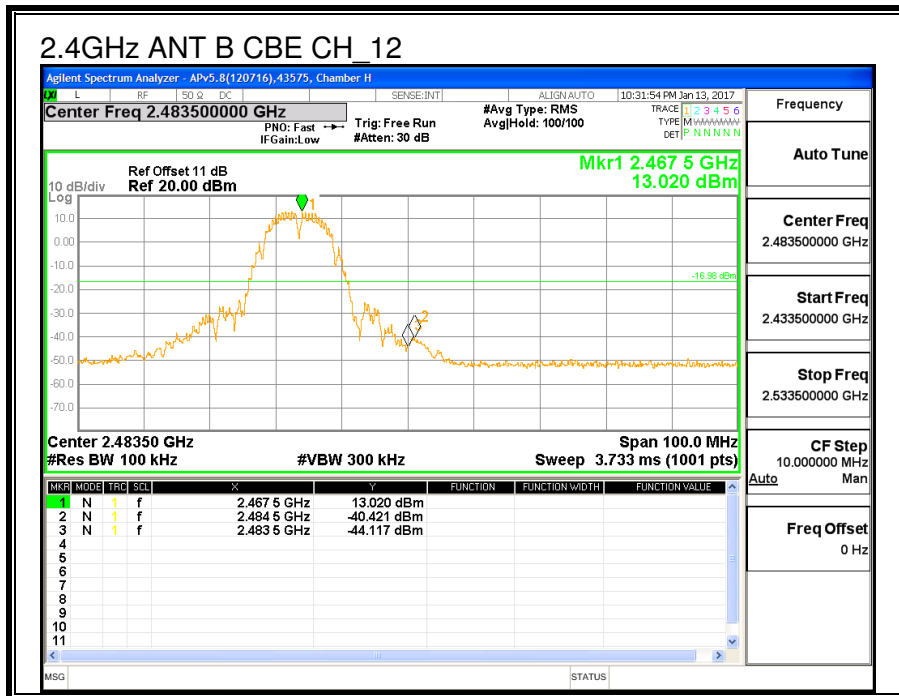 2.4GHz ANT B CBE CH_12
Agilent Spectrum Analyzer - APv5.8(120716),43575, Chamber H
LXI L RF 50 Ω DC SENSE:INT ALIGN AUTO 10:31:54 PM Jan 13, 2017
Center Freq 2.483500000 GHz
PNO: Fast
IFGain:Low
Trig: Free Run
#Atten: 30 dB
#Avg Type: RMS
Avg|Hold: 100/100
TRACE 1 2 3 4 5 6
TYPE M WWWWW
DET P N N N N N
Frequency
Auto Tune
Center Freq
2.483500000 GHz
Start Freq
2.433500000 GHz
Stop Freq
2.533500000 GHz
CF Step
10.000000 MHz
Auto Man
Freq Offset
0 Hz
Mkr1 2.467 5 GHz
13.020 dBm
Ref Offset 11 dB
10 dB/div Ref 20.00 dBm
Log
10.0
0.00
-10.0
-20.0
-30.0
-40.0
-50.0
-60.0
-70.0
1
2
-16.98 dBm
Center 2.48350 GHz Span 100.0 MHz
#Res BW 100 kHz #VBW 300 kHz Sweep 3.733 ms (1001 pts)
MKR MODE TRC SCL X Y FUNCTION FUNCTION WIDTH FUNCTION VALUE
1 N 1 f 2.467 5 GHz 13.020 dBm
2 N 1 f 2.484 5 GHz -40.421 dBm
3 N 1 f 2.483 5 GHz -44.117 dBm
4
5
6
7
8
9
10
11
MSG STATUS